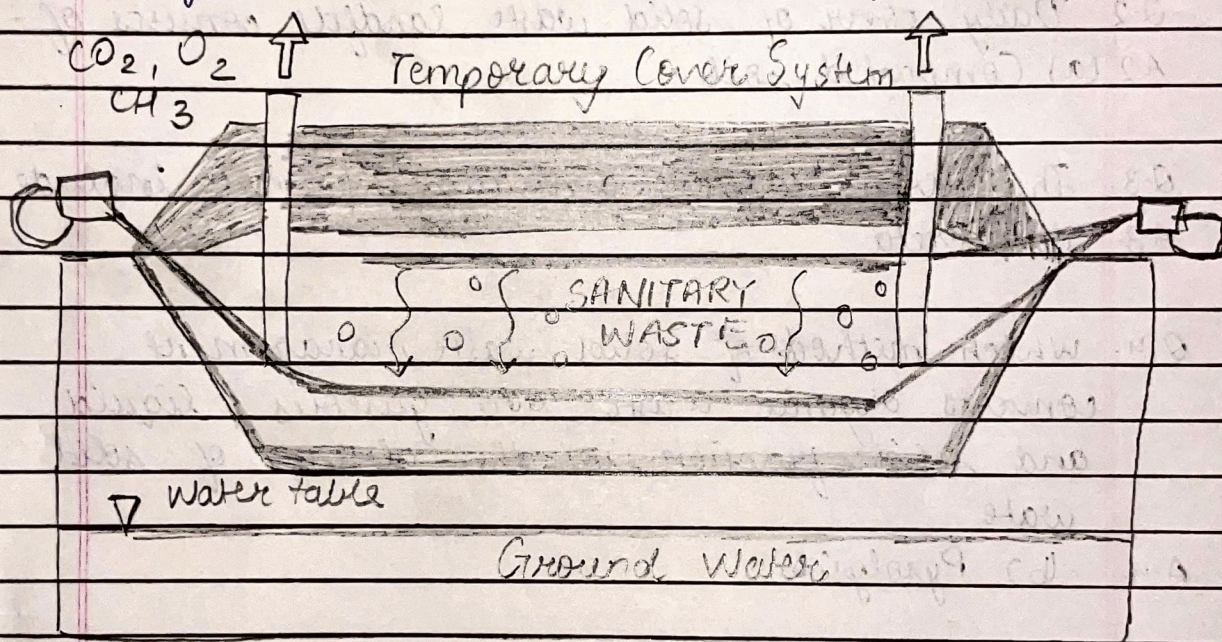 CO2, O2
CH3
Temporary Cover System
SANITARY
WASTE
Water table
Ground Water